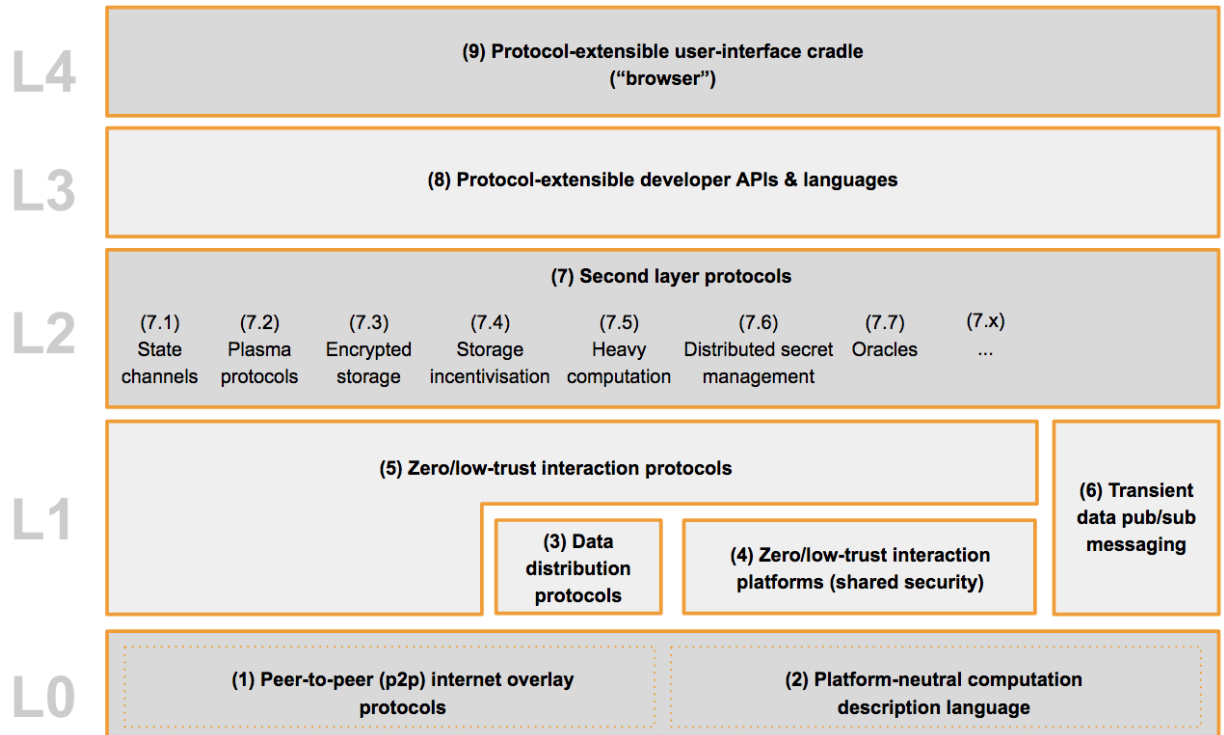 L4
(9) Protocol-extensible user-interface cradle
(“browser”)
L3
(8) Protocol-extensible developer APIs & languages
L2
(7) Second layer protocols
(7.1)
State
channels
(7.2)
Plasma
protocols
(7.3)
Encrypted
storage
(7.4)
Storage
incentivisation
(7.5)
Heavy
computation
(7.6)
Distributed secret
management
(7.7)
Oracles
(7.x)
...
L1
(5) Zero/low-trust interaction protocols
(3) Data
distribution
protocols
(4) Zero/low-trust interaction
platforms (shared security)
(6) Transient
data pub/sub
messaging
L0
(1) Peer-to-peer (p2p) internet overlay
protocols
(2) Platform-neutral computation
description language